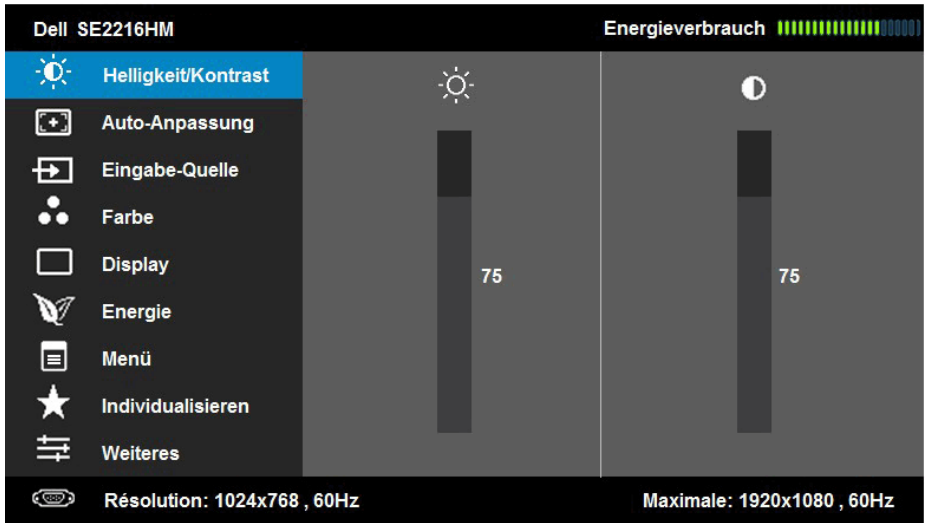 Dell SE2216HM
Energieverbrauch
Helligkeit/Kontrast
Auto-Anpassung
Eingabe-Quelle
Farbe
Display
Energie
Menü
Individualisieren
Weiteres
75
75
Résolution: 1024x768 , 60Hz
Maximale: 1920x1080 , 60Hz